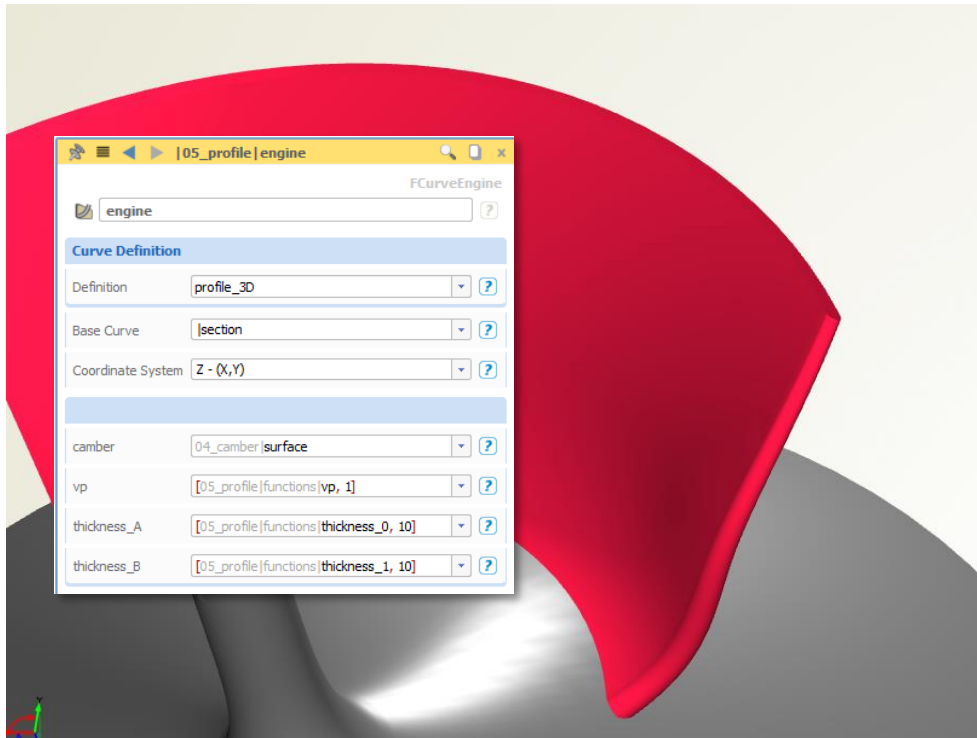 |05_profile|engine
FCurveEngine
engine
?
Curve Definition
Definition profile_3D ?
Base Curve |section ?
Coordinate System Z - (X,Y) ?
camber 04_camber|surface ?
vp [05_profile|functions|vp, 1] ?
thickness_A [05_profile|functions|thickness_0, 10] ?
thickness_B [05_profile|functions|thickness_1, 10] ?
Y